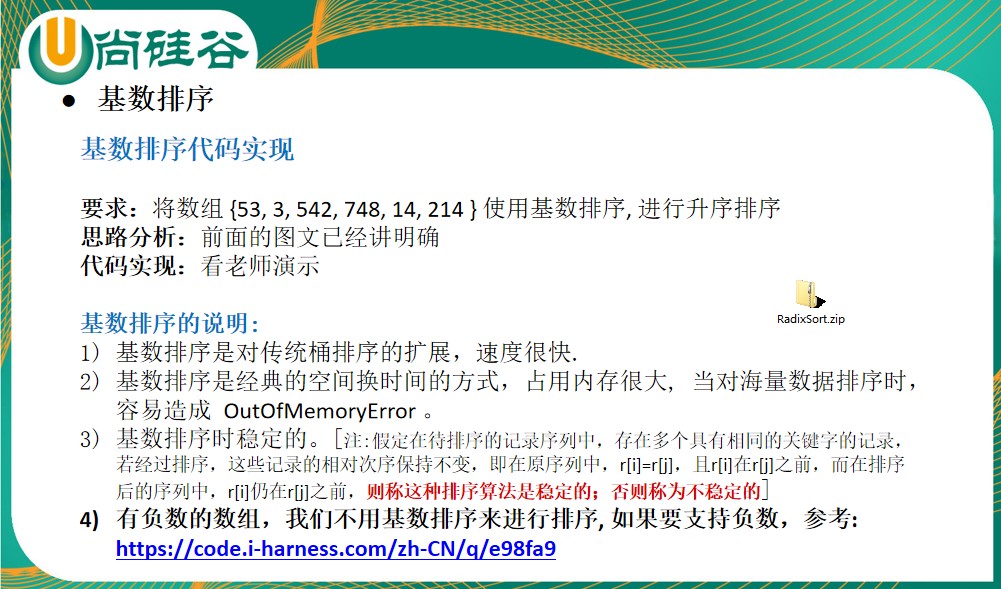 尚硅谷
● 基数排序
基数排序代码实现
要求：将数组 {53, 3, 542, 748, 14, 214 } 使用基数排序, 进行升序排序
思路分析：前面的图文已经讲明确
代码实现：看老师演示
RadixSort.zip
基数排序的说明:
1) 基数排序是对传统桶排序的扩展，速度很快.
2) 基数排序是经典的空间换时间的方式，占用内存很大, 当对海量数据排序时，
容易造成 OutOfMemoryError 。
3) 基数排序时稳定的。[注:假定在待排序的记录序列中，存在多个具有相同的关键字的记录，
若经过排序，这些记录的相对次序保持不变，即在原序列中，r[i]=r[j]，且r[i]在r[j]之前，而在排序
后的序列中，r[i]仍在r[j]之前，则称这种排序算法是稳定的；否则称为不稳定的]
4) 有负数的数组，我们不用基数排序来进行排序, 如果要支持负数，参考:
https://code.i-harness.com/zh-CN/q/e98fa9